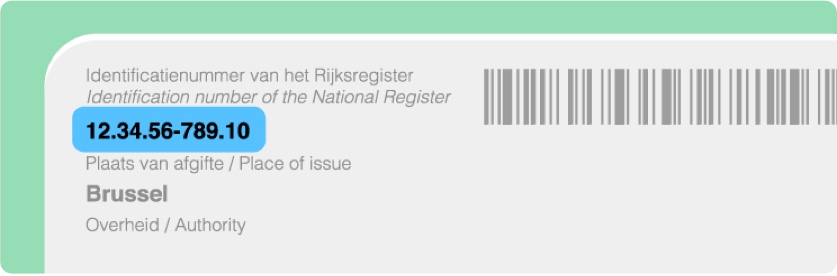 Identificatienummer van het Rijksregister
Identification number of the National Register
12.34.56-789.10
Plaats van afgifte / Place of issue
Brussel
Overheid / Authority